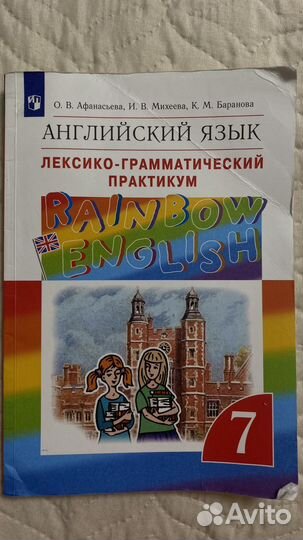 О. В. Афанасьева, И. В. Михеева, К. М. Баранова
АНГЛИЙСКИЙ ЯЗЫК
ЛЕКСИКО-ГРАММАТИЧЕСКИЙ
ПРАКТИКУМ
RAINBOW
ENGLISH
7
Avito